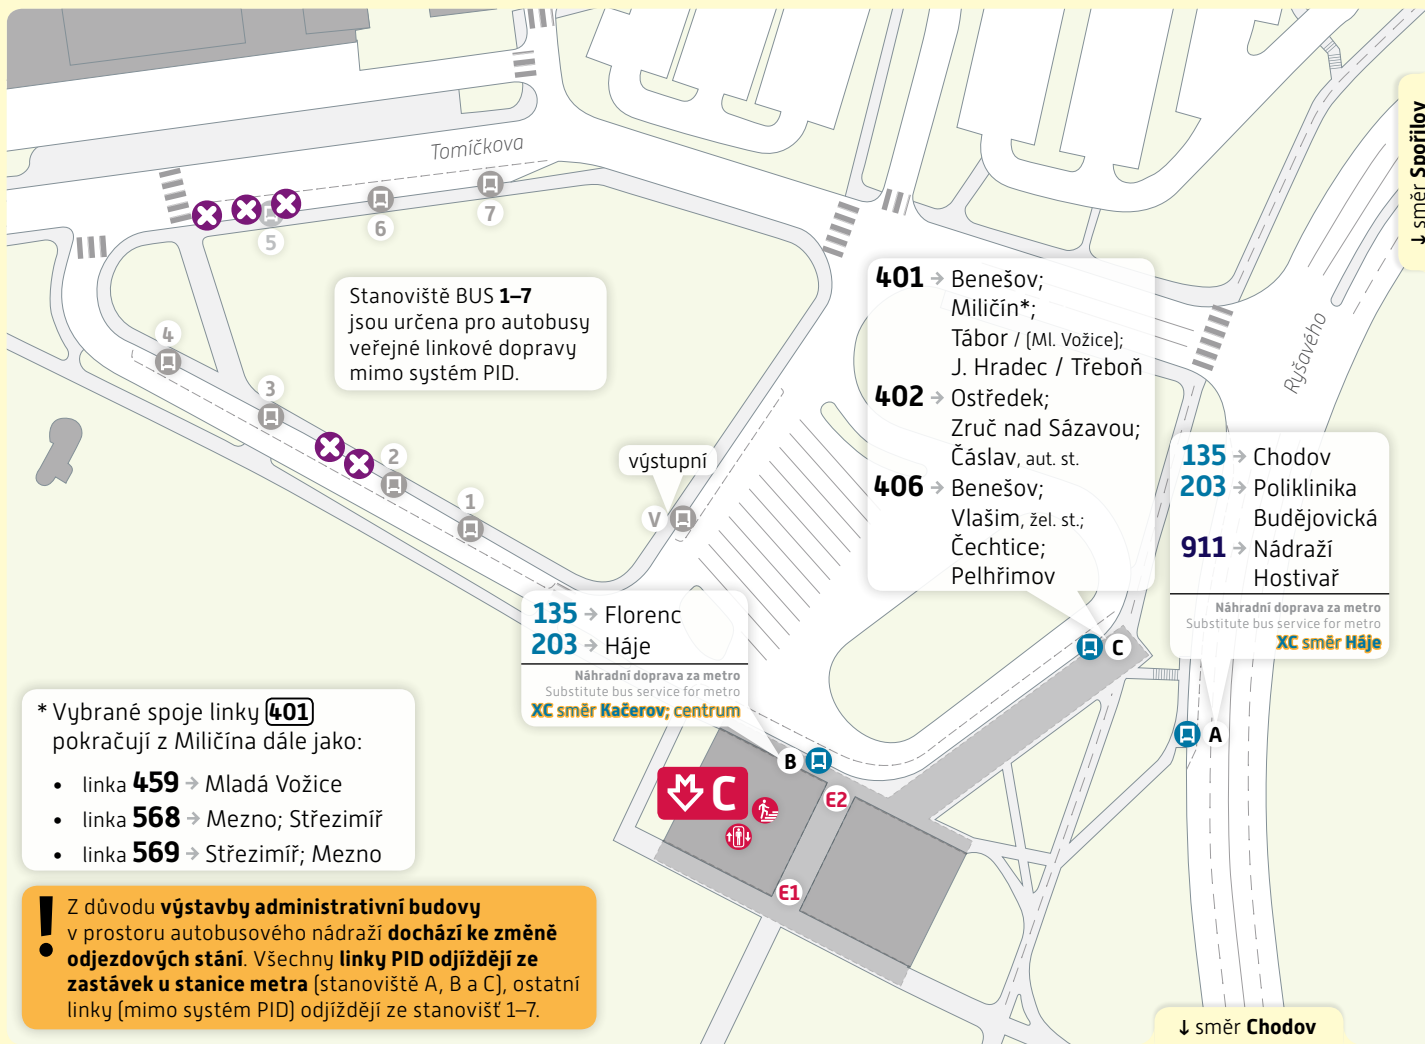 Tomíčkova
↓ směr Spořilov
5
6
7
4
3
2
1
Stanoviště BUS 1–7
jsou určena pro autobusy
veřejné linkové dopravy
mimo systém PID.
401 → Benešov;
Miličín*;
Tábor / (Ml. Vožice);
J. Hradec / Třeboň
402 → Ostředek;
Zruč nad Sázavou;
Čáslav, aut. st.
406 → Benešov;
Vlašim, žel. st.;
Čechtice;
Pelhřimov
Ryšavého
135 → Chodov
203 → Poliklinika
Budějovická
911 → Nádraží
Hostivař
Náhradní doprava za metro
Substitute bus service for metro
XC směr Háje
výstupní
V
135 → Florenc
203 → Háje
Náhradní doprava za metro
Substitute bus service for metro
XC směr Kačerov; centrum
C
A
B
M C
E2
E1
* Vybrané spoje linky 401
pokračují z Miličína dále jako:
• linka 459 → Mladá Vožice
• linka 568 → Mezno; Střezimíř
• linka 569 → Střezimíř; Mezno
! Z důvodu výstavby administrativní budovy
v prostoru autobusového nádraží dochází ke změně
odjezdových stání. Všechny linky PID odjíždějí ze
zastávek u stanice metra (stanoviště A, B a C), ostatní
linky (mimo systém PID) odjíždějí ze stanovišť 1–7.
↓ směr Chodov